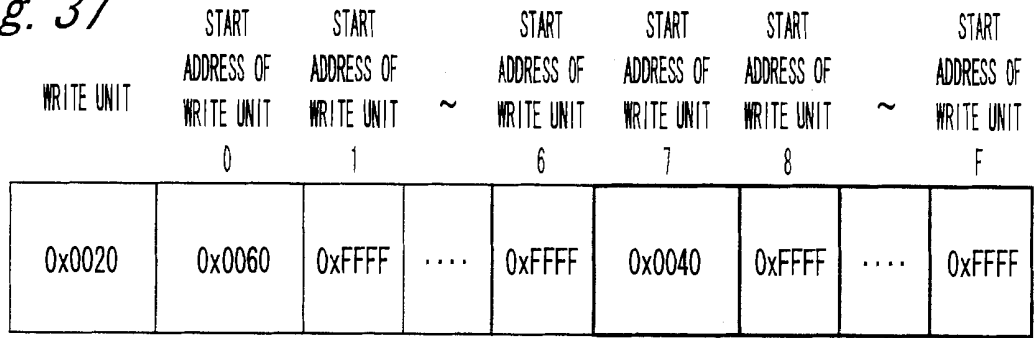 g. 37
WRITE UNIT
START ADDRESS OF WRITE UNIT 0
START ADDRESS OF WRITE UNIT 1
~
START ADDRESS OF WRITE UNIT 6
START ADDRESS OF WRITE UNIT 7
START ADDRESS OF WRITE UNIT 8
~
START ADDRESS OF WRITE UNIT F
0x0020 0x0060 0xFFFF .... 0xFFFF 0x0040 0xFFFF .... 0xFFFF